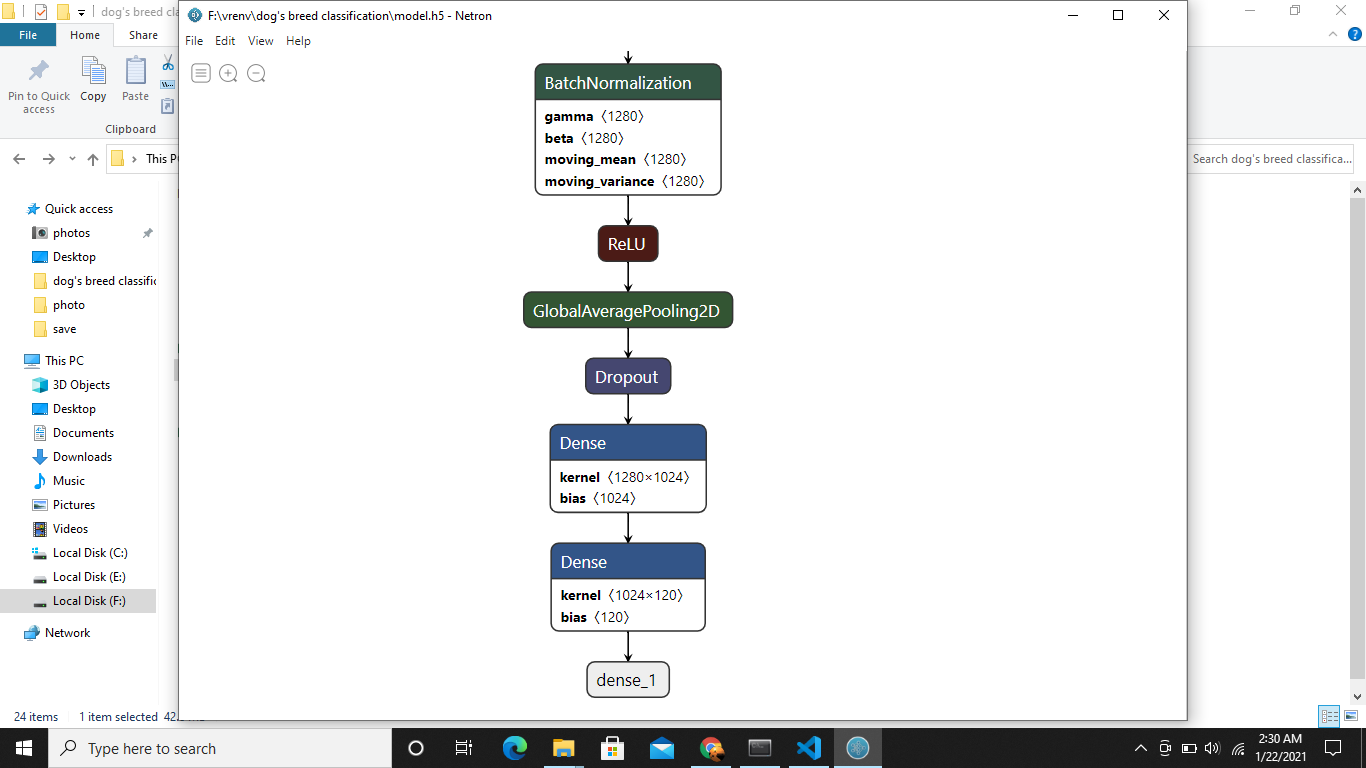 dog's breed cl
F:\vrenv\dog's breed classification\model.h5 - Netron
File
Home
Share
File Edit View Help
Pin to Quick
access
Copy
Paste
Clipboard
This P
Search dog's breed classifica...
Quick access
photos
Desktop
dog's breed classific
photo
save
This PC
3D Objects
Desktop
Documents
Downloads
Music
Pictures
Videos
Local Disk (C:)
Local Disk (E:)
Local Disk (F:)
Network
24 items 1 item selected 42.
BatchNormalization
gamma 〈1280〉
beta 〈1280〉
moving_mean 〈1280〉
moving_variance 〈1280〉
ReLU
GlobalAveragePooling2D
Dropout
Dense
kernel 〈1280×1024〉
bias 〈1024〉
Dense
kernel 〈1024×120〉
bias 〈120〉
dense_1
Type here to search
2:30 AM
1/22/2021